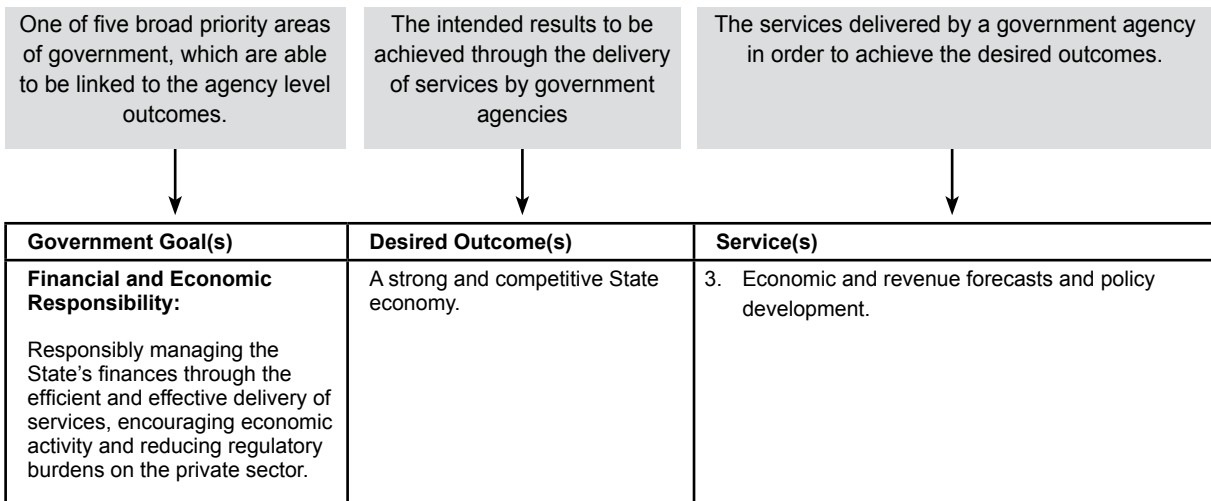 One of five broad priority areas
of government, which are able
to be linked to the agency level
outcomes.
The intended results to be
achieved through the delivery
of services by government
agencies
The services delivered by a government agency
in order to achieve the desired outcomes.
Government Goal(s)
Desired Outcome(s)
Service(s)
Financial and Economic
Responsibility:
Responsibly managing the
State's finances through the
efficient and effective delivery of
services, encouraging economic
activity and reducing regulatory
burdens on the private sector.
A strong and competitive State
economy.
3. Economic and revenue forecasts and policy
development.